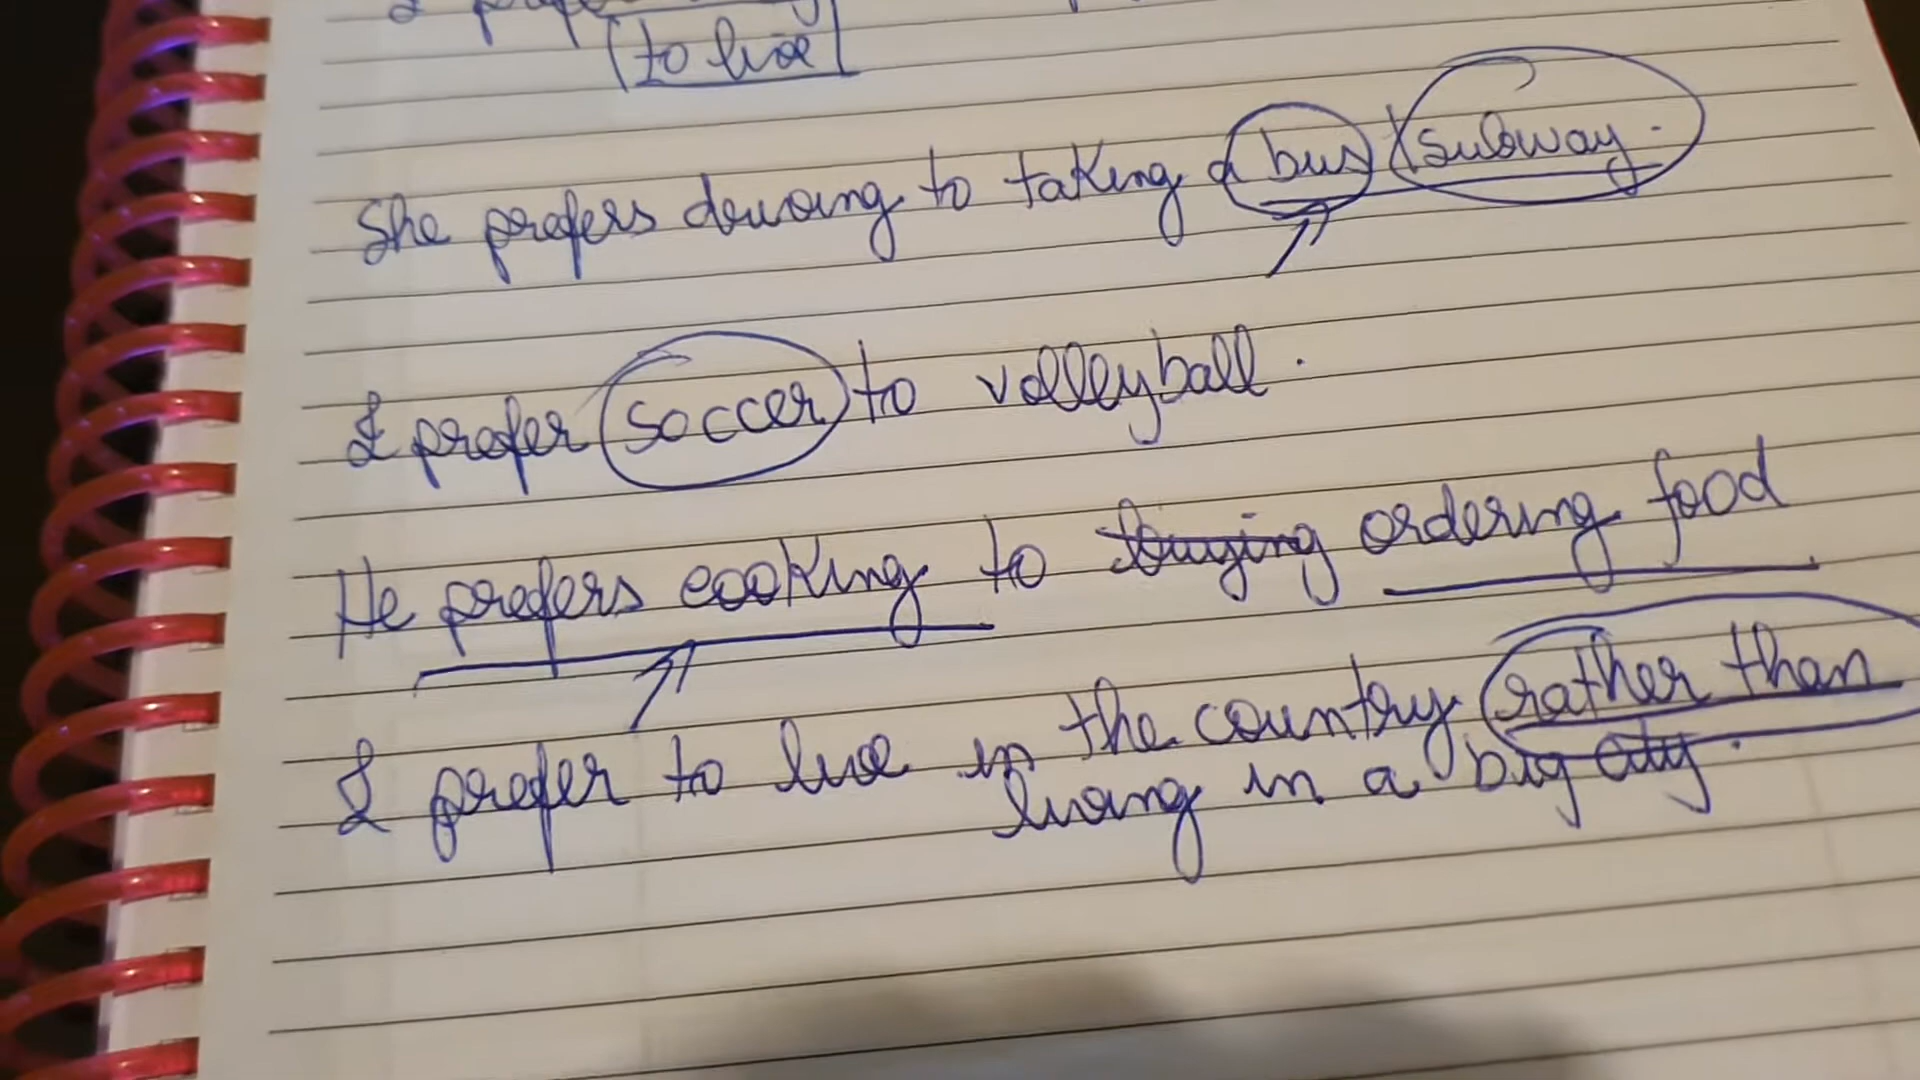 I prefer
to live
She prefers driving to taking a bus / subway.
I prefer soccer to volleyball.
He prefers cooking to buying ordering food
I prefer to live in the country rather than
living in a big city.